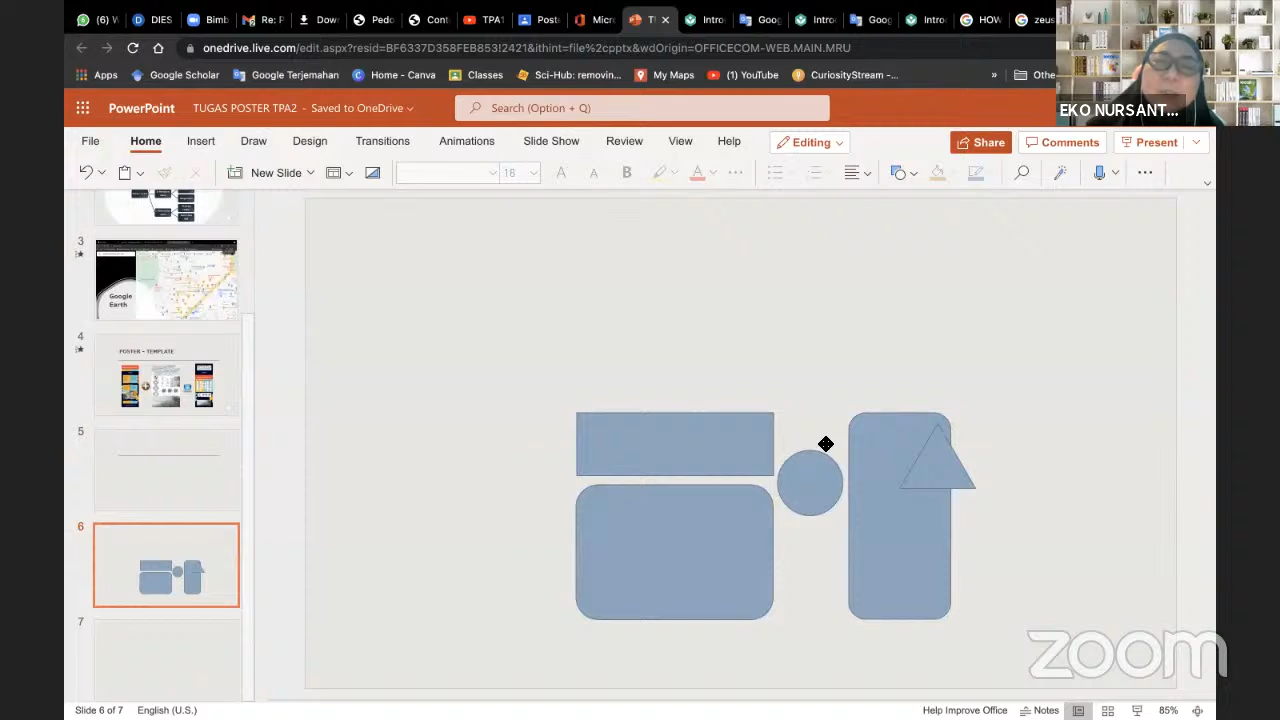 (6) W
DIES
Bimb
Re: P
Dow
Pedo
Cont
TPA1
Micro
Intro
Goog
Intro
Goog
Intro
HOW
zeus
onedrive.live.com/edit.aspx?resid=BF6337D358FEB853!2421&ithint=file%2cpptx&wdOrigin=OFFICECOM-WEB.MAIN.MRU
Apps Google Scholar Google Terjemahan Home - Canva Classes Sci-Hub: removin... My Maps (1) YouTube CuriosityStream -... » Othe
EKO NURSANT...
PowerPoint TUGAS POSTER TPA2 - Saved to OneDrive Search (Option + Q)
File Home Insert Draw Design Transitions Animations Slide Show Review View Help Editing Share Comments Present
New Slide 18 A A B A
3
Google
Earth
4
POSTER - TEMPLATE
5
6
7
zoom
Slide 6 of 7 English (U.S.) Help Improve Office Notes 85%